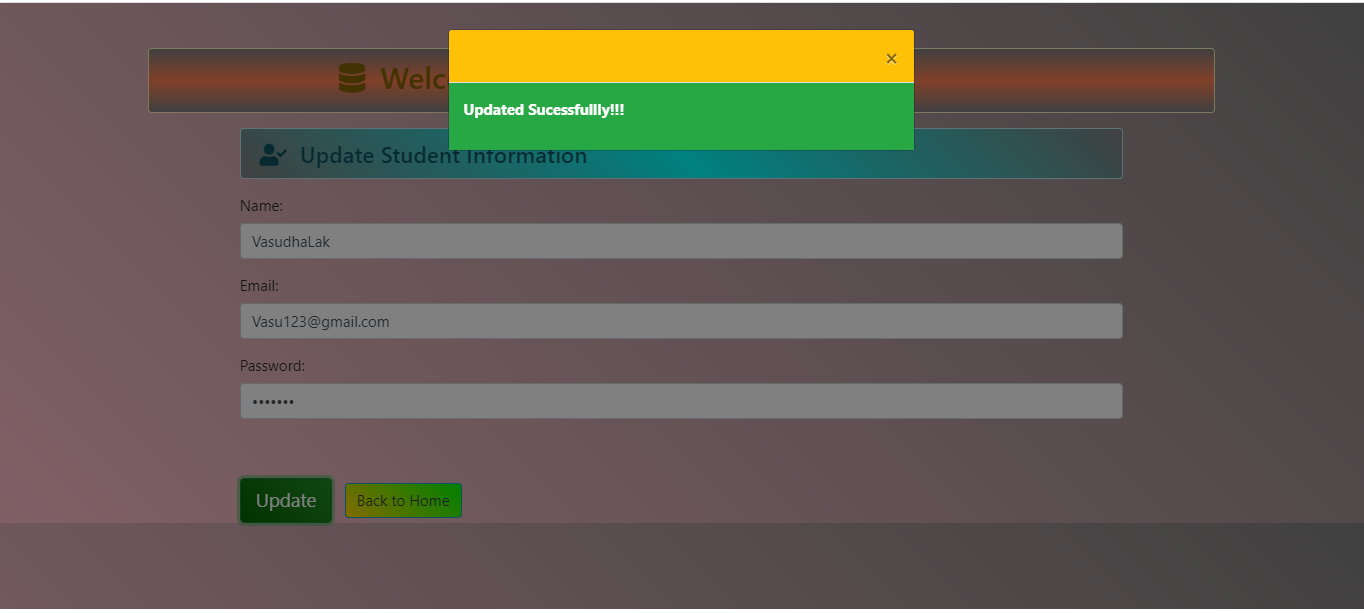 Welc
×
Updated Sucessfullly!!!
Update Student Information
Name:
VasudhaLak
Email:
Vasu123@gmail.com
Password:
•••••••
Update
Back to Home